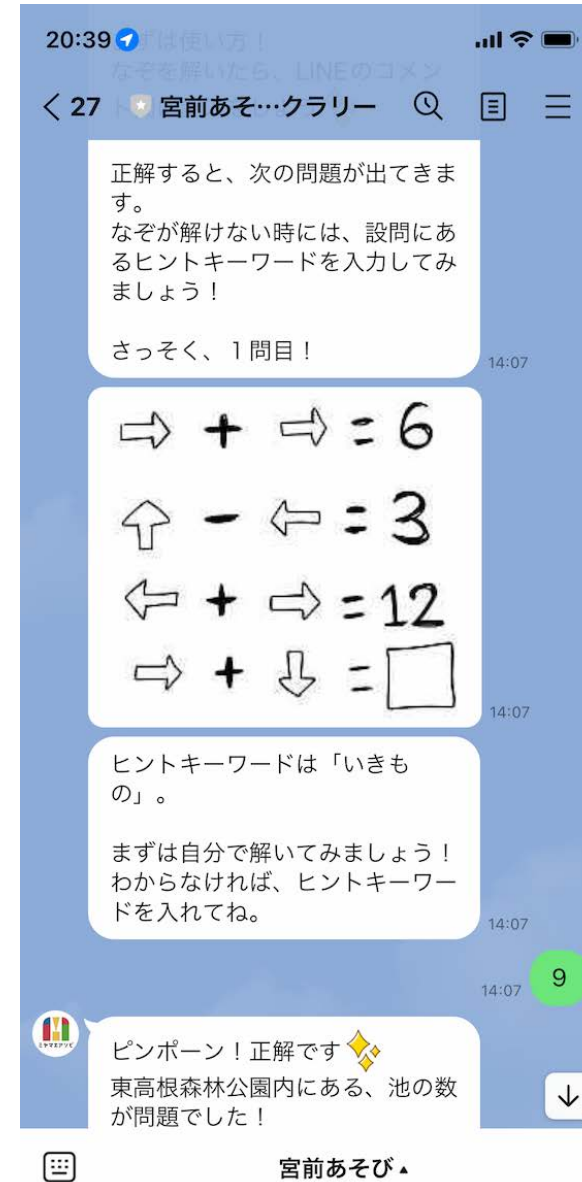 20:39
まずは使い方！
なぞを解いたら、LINEのコメン
27 宮前あそ…クラリー
正解すると、次の問題が出てきま
す。
なぞが解けない時には、設問にあ
るヒントキーワードを入力してみ
ましょう！
さっそく、１問目！
14:07
⇨ + ⇨ = 6
⇧ - ⇦ = 3
⇦ + ⇨ = 12
⇨ + ⇩ = □
14:07
ヒントキーワードは「いきも
の」。
まずは自分で解いてみましょう！
わからなければ、ヒントキーワー
ドを入れてね。
14:07
14:07 9
ピンポーン！正解です✨
東高根森林公園内にある、池の数
が問題でした！
宮前あそび▲